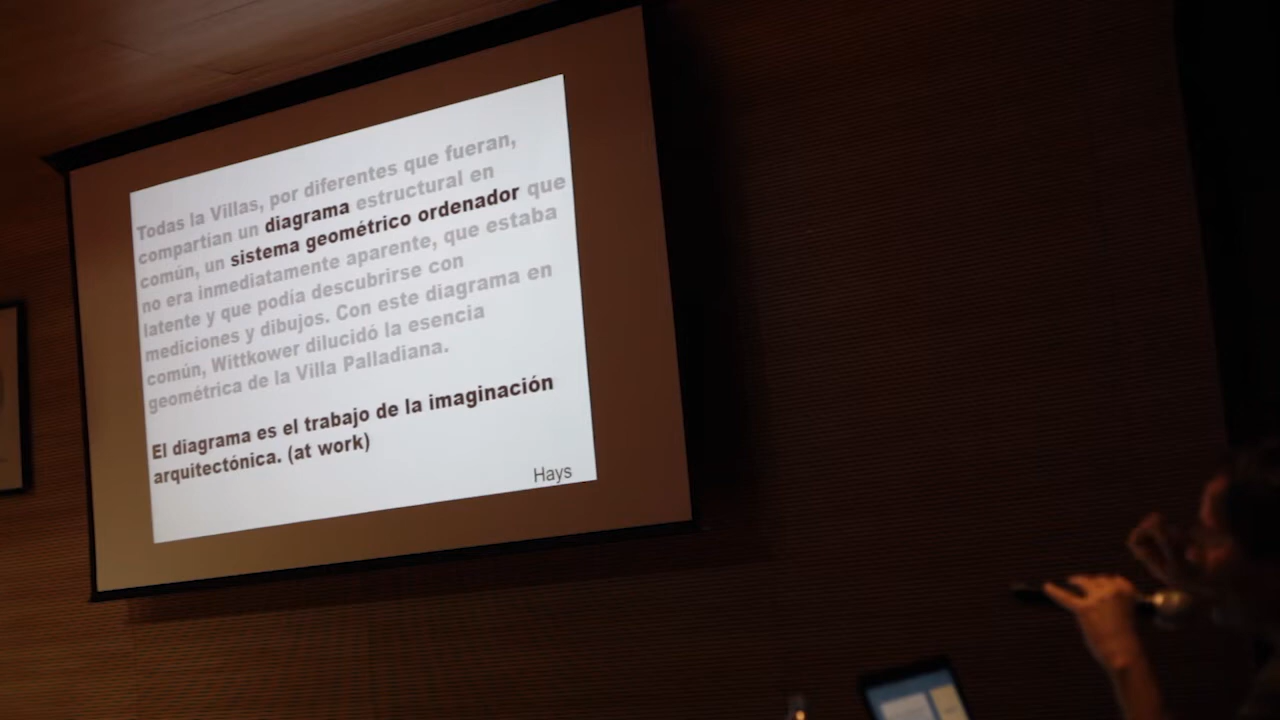 Todas la Villas, por diferentes que fueran,
compartían un diagrama estructural en
común, un sistema geométrico ordenador que
no era inmediatamente aparente, que estaba
latente y que podía descubrirse con
mediciones y dibujos. Con este diagrama en
común, Wittkower dilucidó la esencia
geométrica de la Villa Palladiana.
El diagrama es el trabajo de la imaginación
arquitectónica. (at work)
Hays